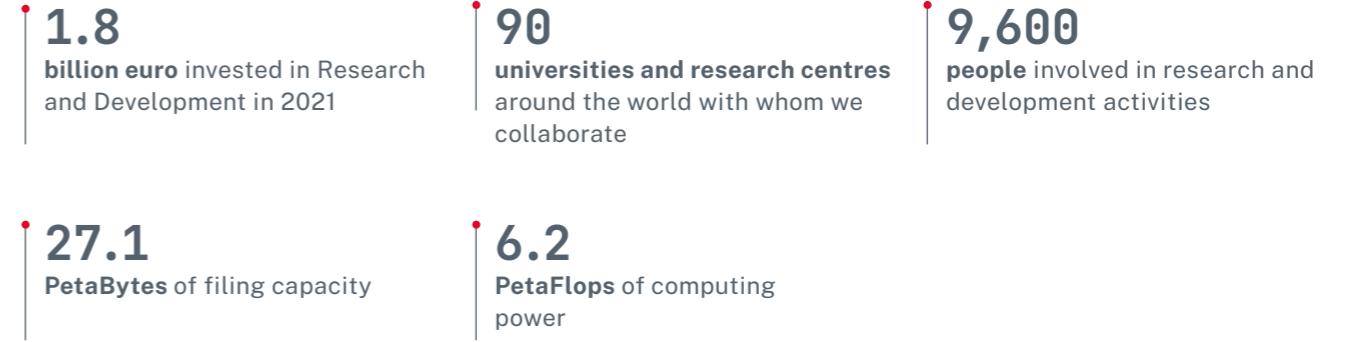 1.8
billion euro invested in Research
and Development in 2021
90
universities and research centres
around the world with whom we
collaborate
9,600
people involved in research and
development activities
27.1
PetaBytes of filing capacity
6.2
PetaFlops of computing
power